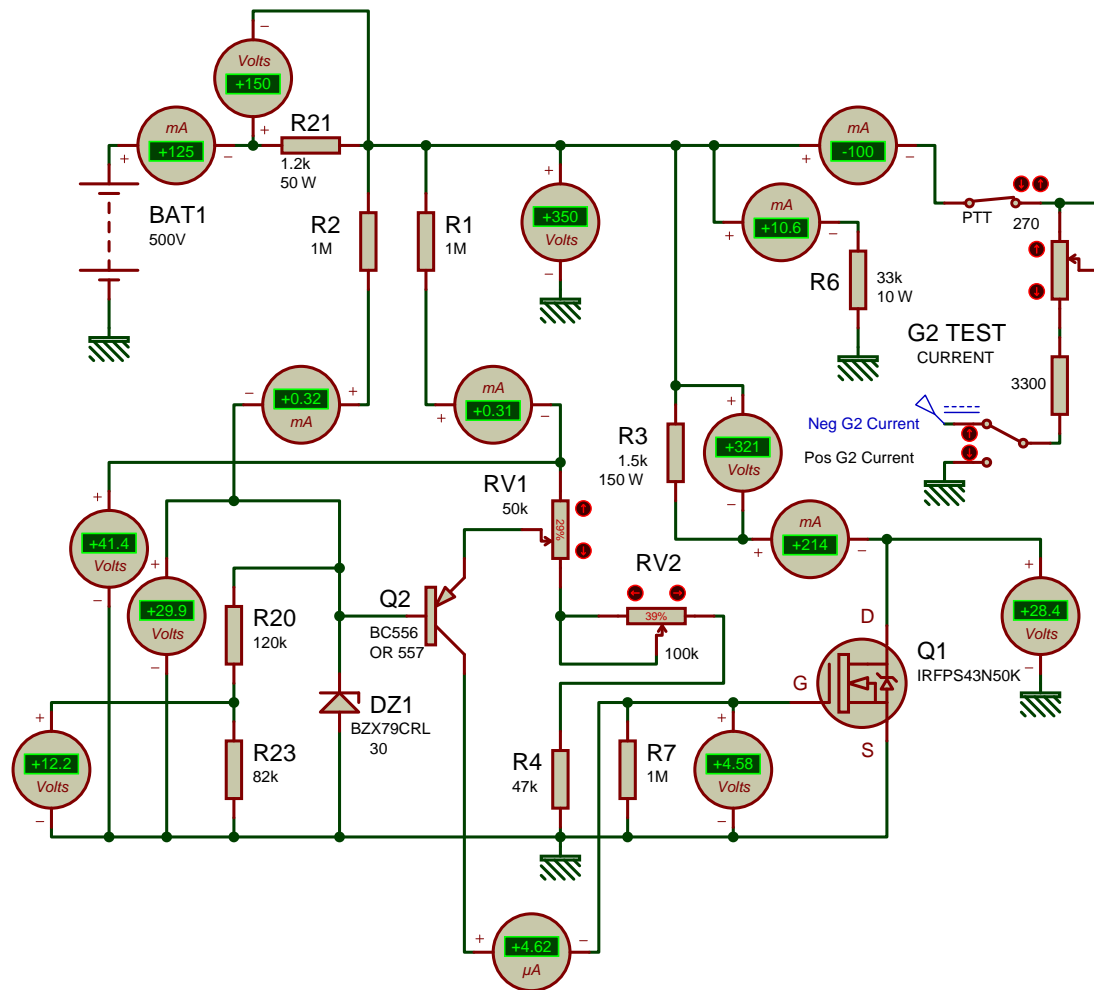 Volts
+150
mA
+125
R21
1.2k
50 W
BAT1
500V
R2
1M
R1
1M
+350
Volts
mA
-100
mA
+10.6
R6
33k
10 W
PTT
270
G2 TEST
CURRENT
3300
Neg G2 Current
Pos G2 Current
+0.32
mA
mA
+0.31
R3
1.5k
150 W
+321
Volts
mA
+214
RV1
50k
29%
+41.4
Volts
+29.9
Volts
R20
120k
Q2
BC556
OR 557
RV2
39%
100k
+28.4
Volts
D
G
S
Q1
IRFPS43N50K
DZ1
BZX79CRL
30
+12.2
Volts
R23
82k
R4
47k
R7
1M
+4.58
Volts
+4.62
µA